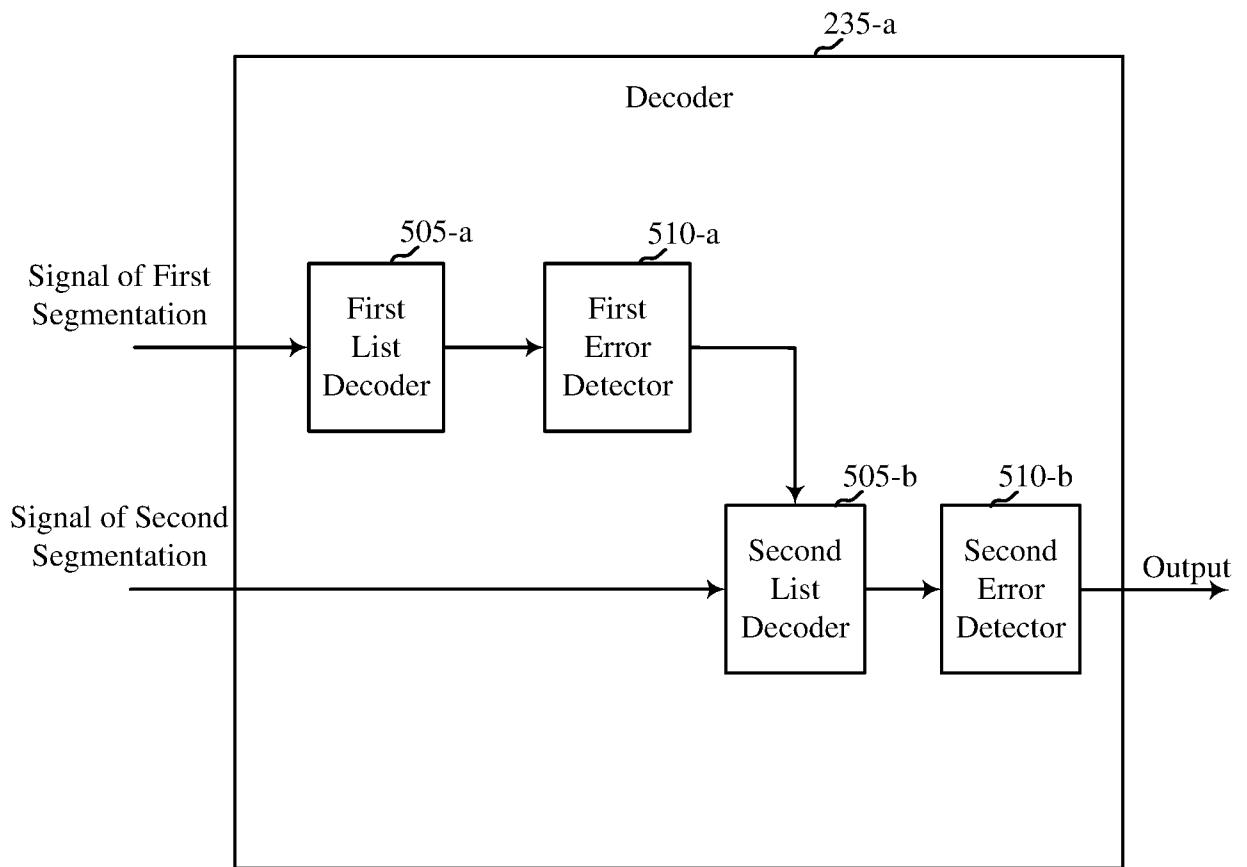 235-a
Decoder
505-a
510-a
Signal of First
Segmentation
First
List
Decoder
First
Error
Detector
505-b
510-b
Signal of Second
Segmentation
Second
List
Decoder
Second
Error
Detector
Output